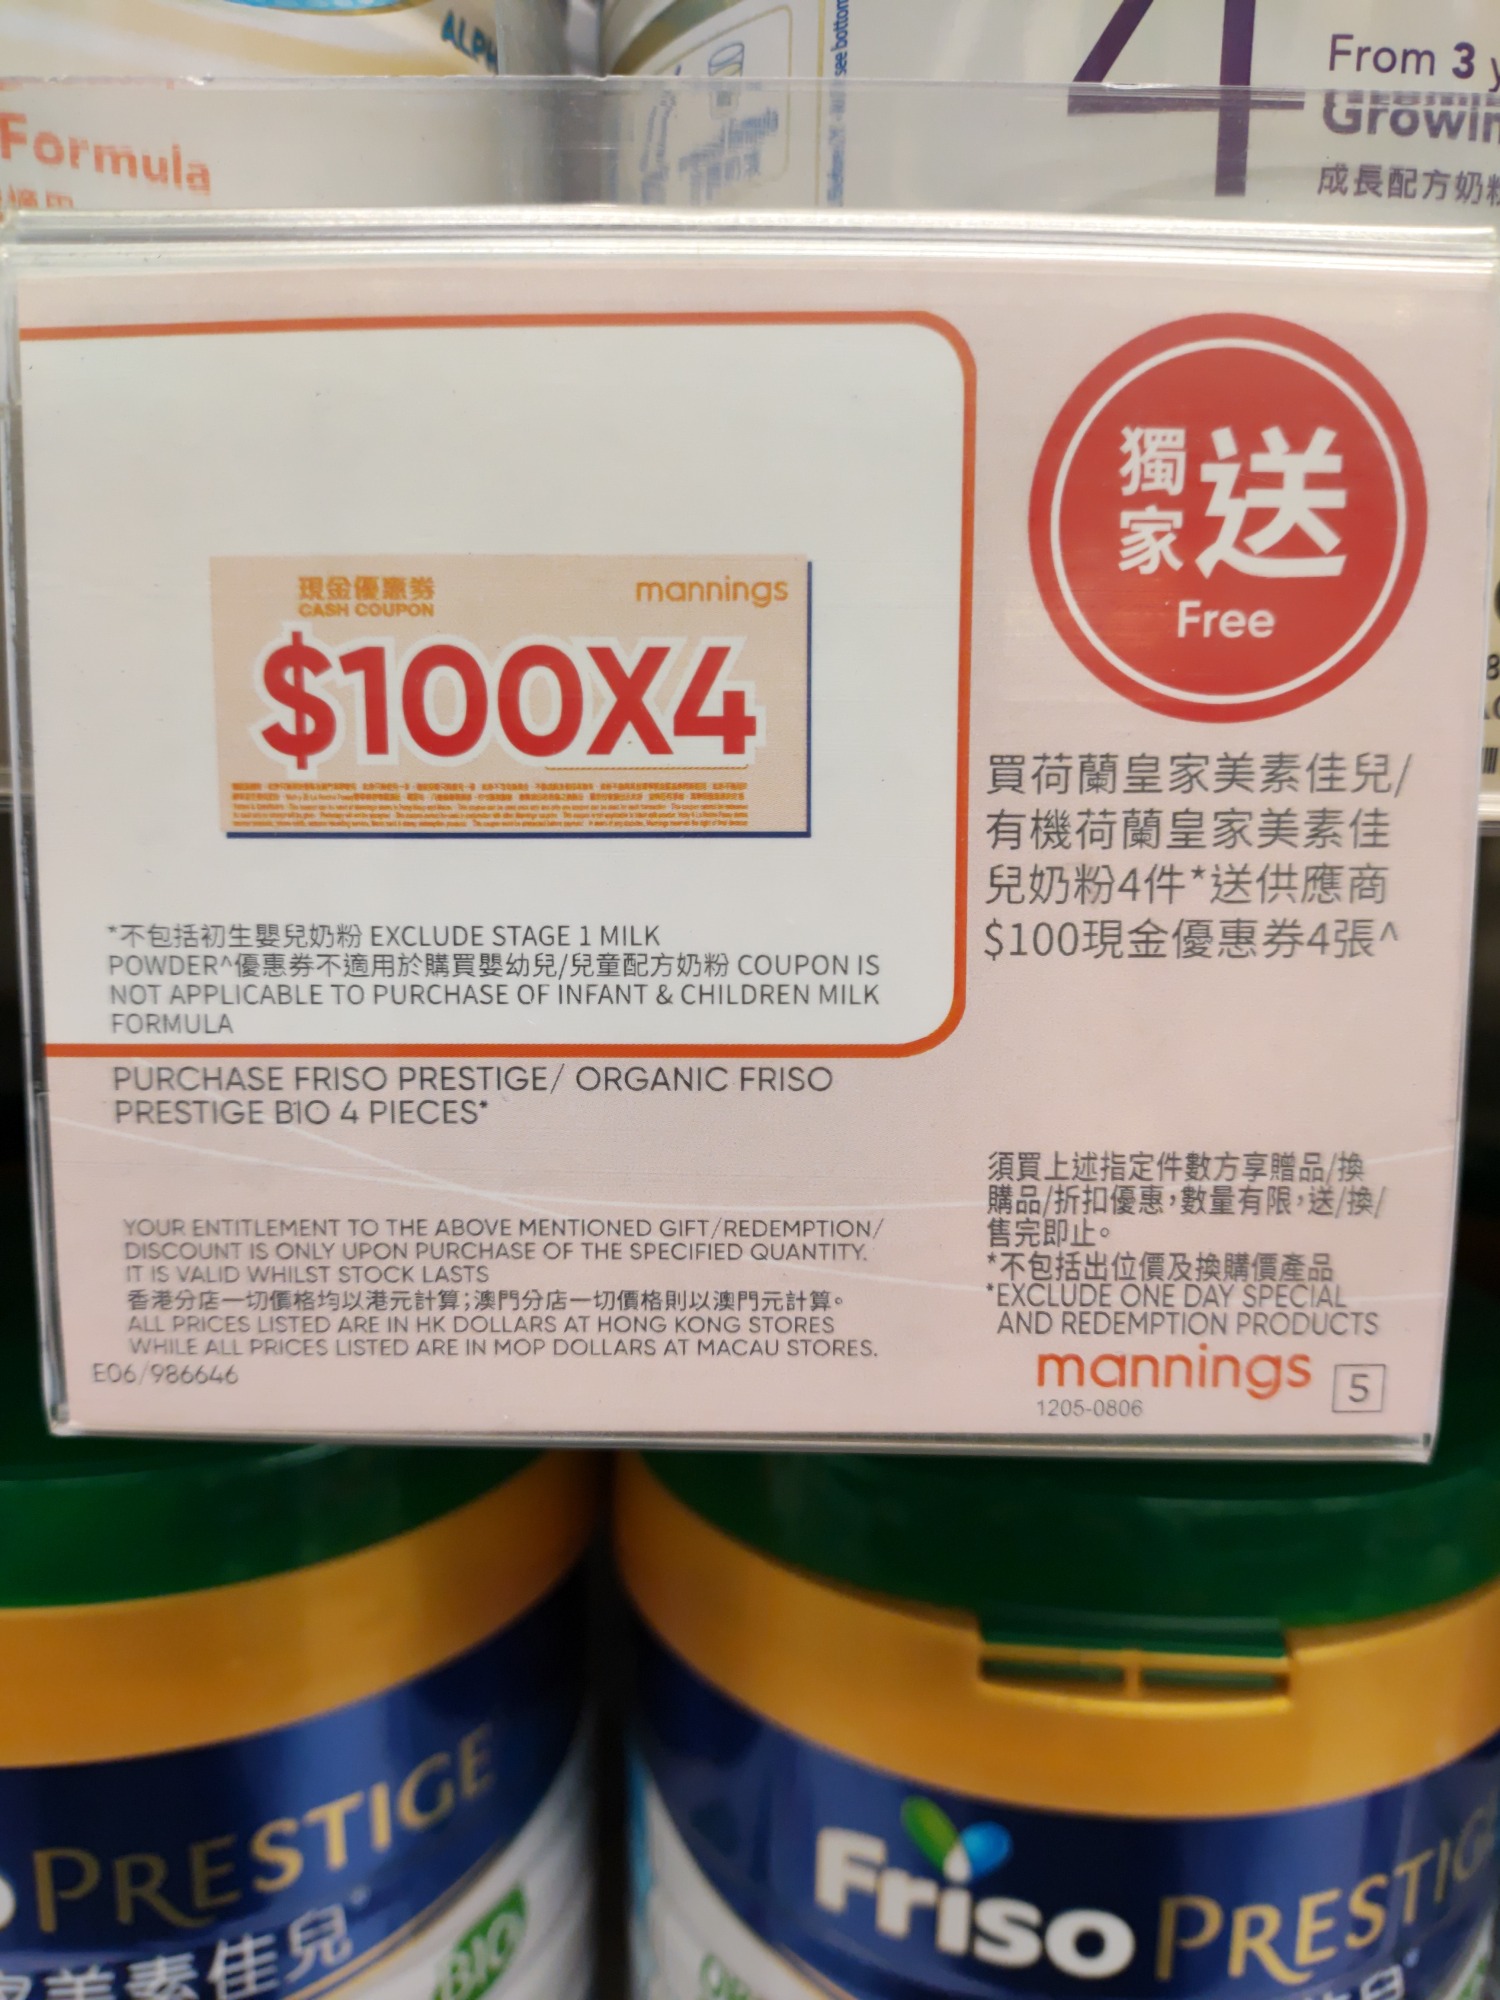 ALPH
Formula
see bottom
4
From 3
Growin
成長配方奶粉
獨家 送
Free
現金優惠券
CASH COUPON
mannings
$100X4
買荷蘭皇家美素佳兒/
有機荷蘭皇家美素佳
兒奶粉4件*送供應商
$100現金優惠券4張^
*不包括初生嬰兒奶粉 EXCLUDE STAGE 1 MILK
POWDER^優惠券不適用於購買嬰幼兒/兒童配方奶粉 COUPON IS
NOT APPLICABLE TO PURCHASE OF INFANT & CHILDREN MILK
FORMULA
PURCHASE FRISO PRESTIGE/ ORGANIC FRISO
PRESTIGE BIO 4 PIECES*
YOUR ENTITLEMENT TO THE ABOVE MENTIONED GIFT/REDEMPTION/
DISCOUNT IS ONLY UPON PURCHASE OF THE SPECIFIED QUANTITY.
IT IS VALID WHILST STOCK LASTS
香港分店一切價格均以港元計算;澳門分店一切價格則以澳門元計算。
ALL PRICES LISTED ARE IN HK DOLLARS AT HONG KONG STORES
WHILE ALL PRICES LISTED ARE IN MOP DOLLARS AT MACAU STORES.
E06/986646
須買上述指定件數方享贈品/換
購品/折扣優惠,數量有限,送/換/
售完即止。
*不包括出位價及換購價產品
*EXCLUDE ONE DAY SPECIAL
AND REDEMPTION PRODUCTS
mannings 5
1205-0806
PRESTIGE
家美素佳兒
BIO
Friso PRESTIG